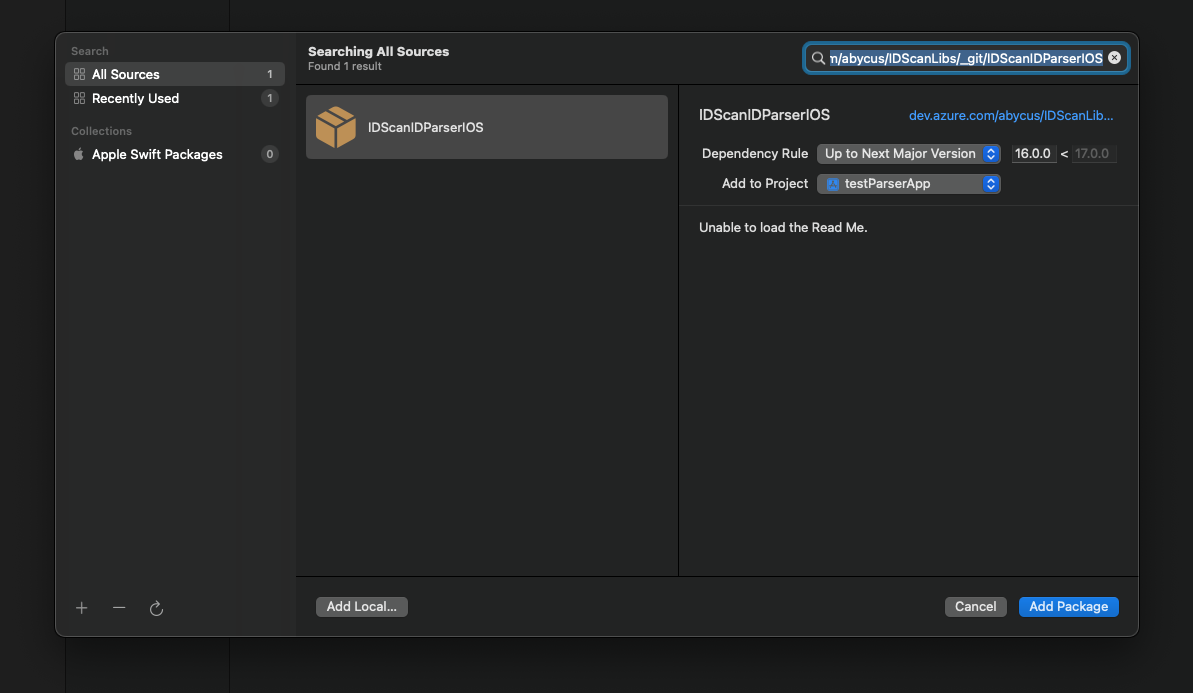 Search
All Sources 1
Recently Used 1
Collections
Apple Swift Packages 0
Searching All Sources
Found 1 result
m/abycus/IDScanLibs/_git/IDScanIDParserIOS
IDScanIDParserIOS
IDScanIDParserIOS dev.azure.com/abycus/IDScanLib...
Dependency Rule Up to Next Major Version 16.0.0 < 17.0.0
Add to Project testParserApp
Unable to load the Read Me.
Add Local... Cancel Add Package